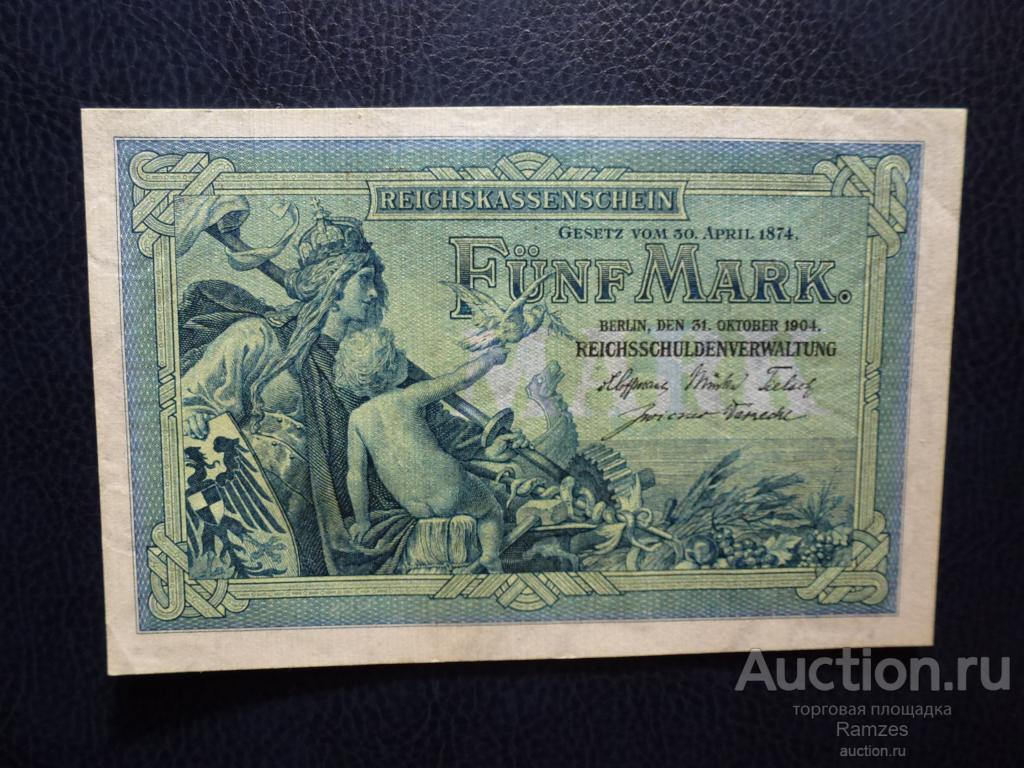 REICHSKASSENSCHEIN
GESETZ VOM 30. APRIL 1874.
FÜNF MARK.
BERLIN, DEN 31. OKTOBER 1904.
REICHSSCHULDENVERWALTUNG
MARK
Auction.ru
торговая площадка
Ramzes
auction.ru